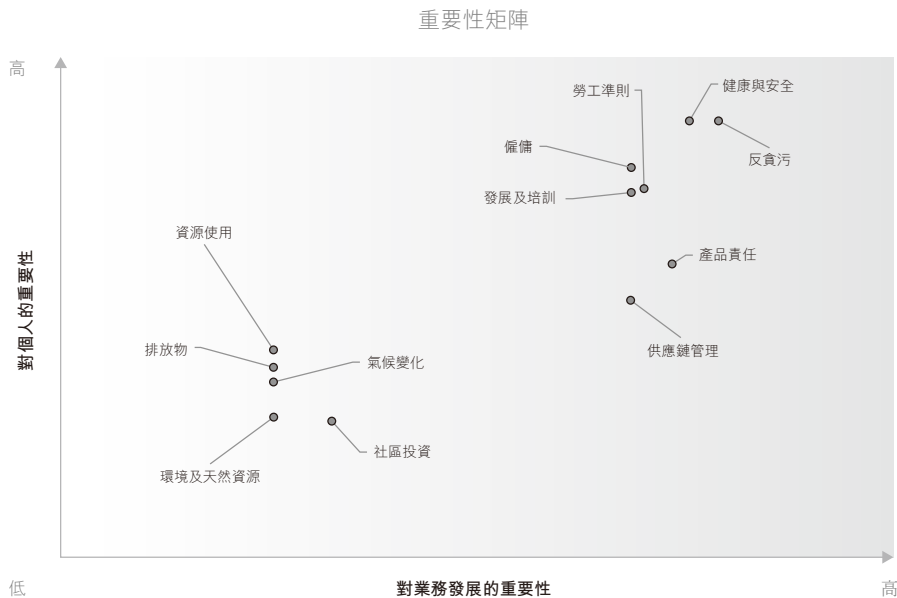 重要性矩陣
高
健康與安全
勞工準則
僱傭
反貪污
發展及培訓
資源使用
產品責任
對個人的重要性
排放物
供應鏈管理
氣候變化
社區投資
環境及天然資源
低
對業務發展的重要性
高